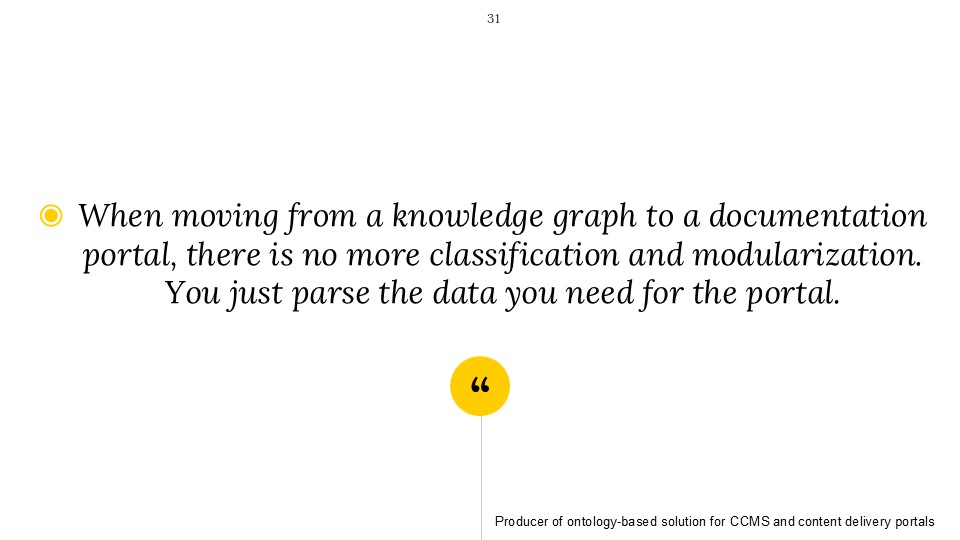 31
When moving from a knowledge graph to a documentation
portal, there is no more classification and modularization.
You just parse the data you need for the portal.
“
Producer of ontology-based solution for CCMS and content delivery portals